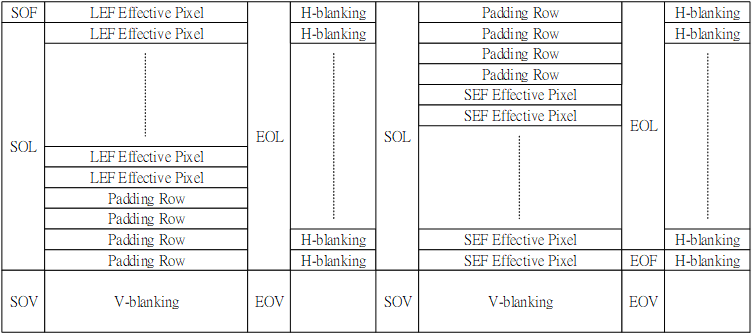 SOF LEF Effective Pixel H-blanking Padding Row H-blanking
LEF Effective Pixel H-blanking Padding Row H-blanking
Padding Row
Padding Row
SEF Effective Pixel
SEF Effective Pixel
SOL EOL SOL EOL
LEF Effective Pixel
LEF Effective Pixel
Padding Row
Padding Row
Padding Row H-blanking SEF Effective Pixel H-blanking
Padding Row H-blanking SEF Effective Pixel EOF H-blanking
SOV V-blanking EOV SOV V-blanking EOV